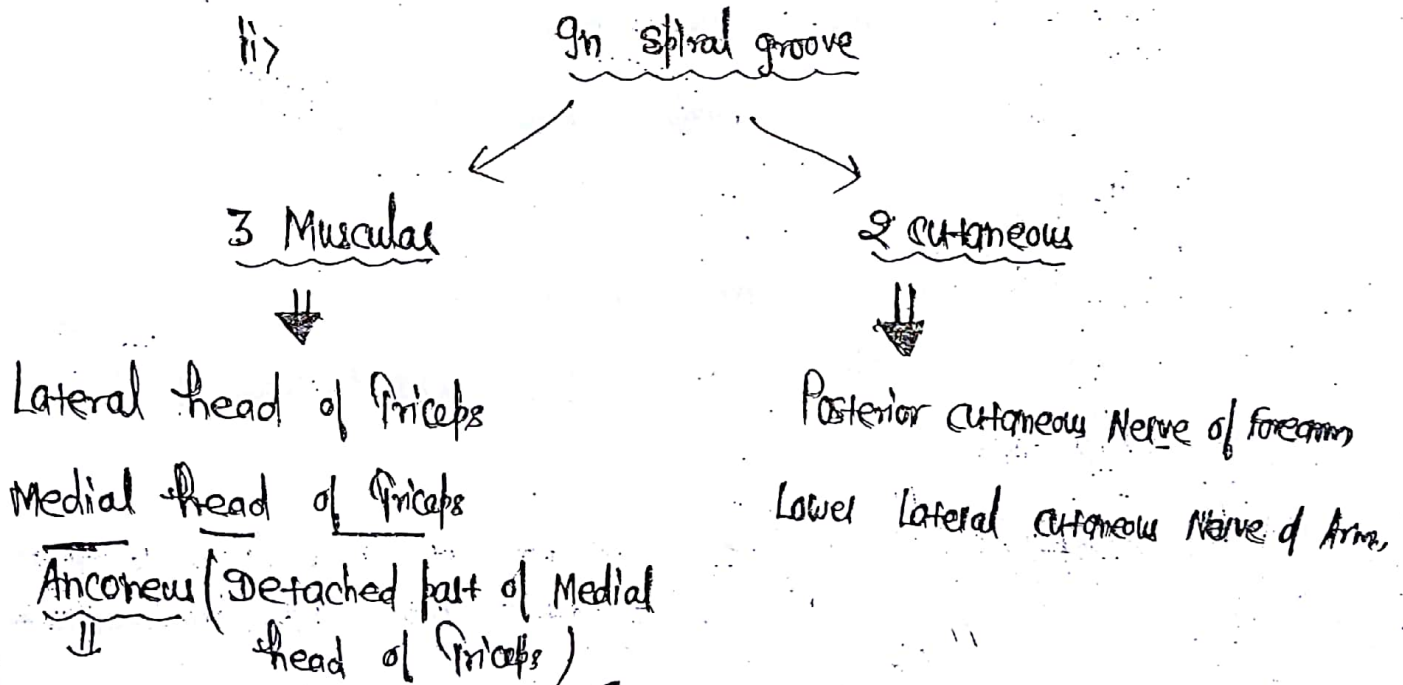 ii>
In spiral groove
3 Muscular
2 cutaneous
Lateral head of Triceps
Medial head of Triceps
Anconeus (Detached part of Medial
head of Triceps)
Posterior cutaneous Nerve of forearm
Lower Lateral cutaneous Nerve of Arm,